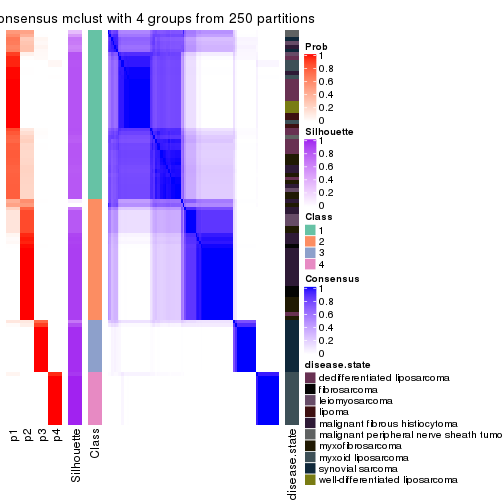 onsensus mclust with 4 groups from 250 partitions
Prob
1
0.8
0.6
0.4
0.2
0
Silhouette
1
0.8
0.6
0.4
0.2
0
Class
1
2
3
4
Consensus
1
0.8
0.6
0.4
0.2
0
disease.state
dedifferentiated liposarcoma
fibrosarcoma
leiomyosarcoma
lipoma
malignant fibrous histiocytoma
malignant peripheral nerve sheath tumo
myxofibrosarcoma
myxoid liposarcoma
synovial sarcoma
well-differentiated liposarcoma
p1
p2
p3
p4
Silhouette
Class
disease.state